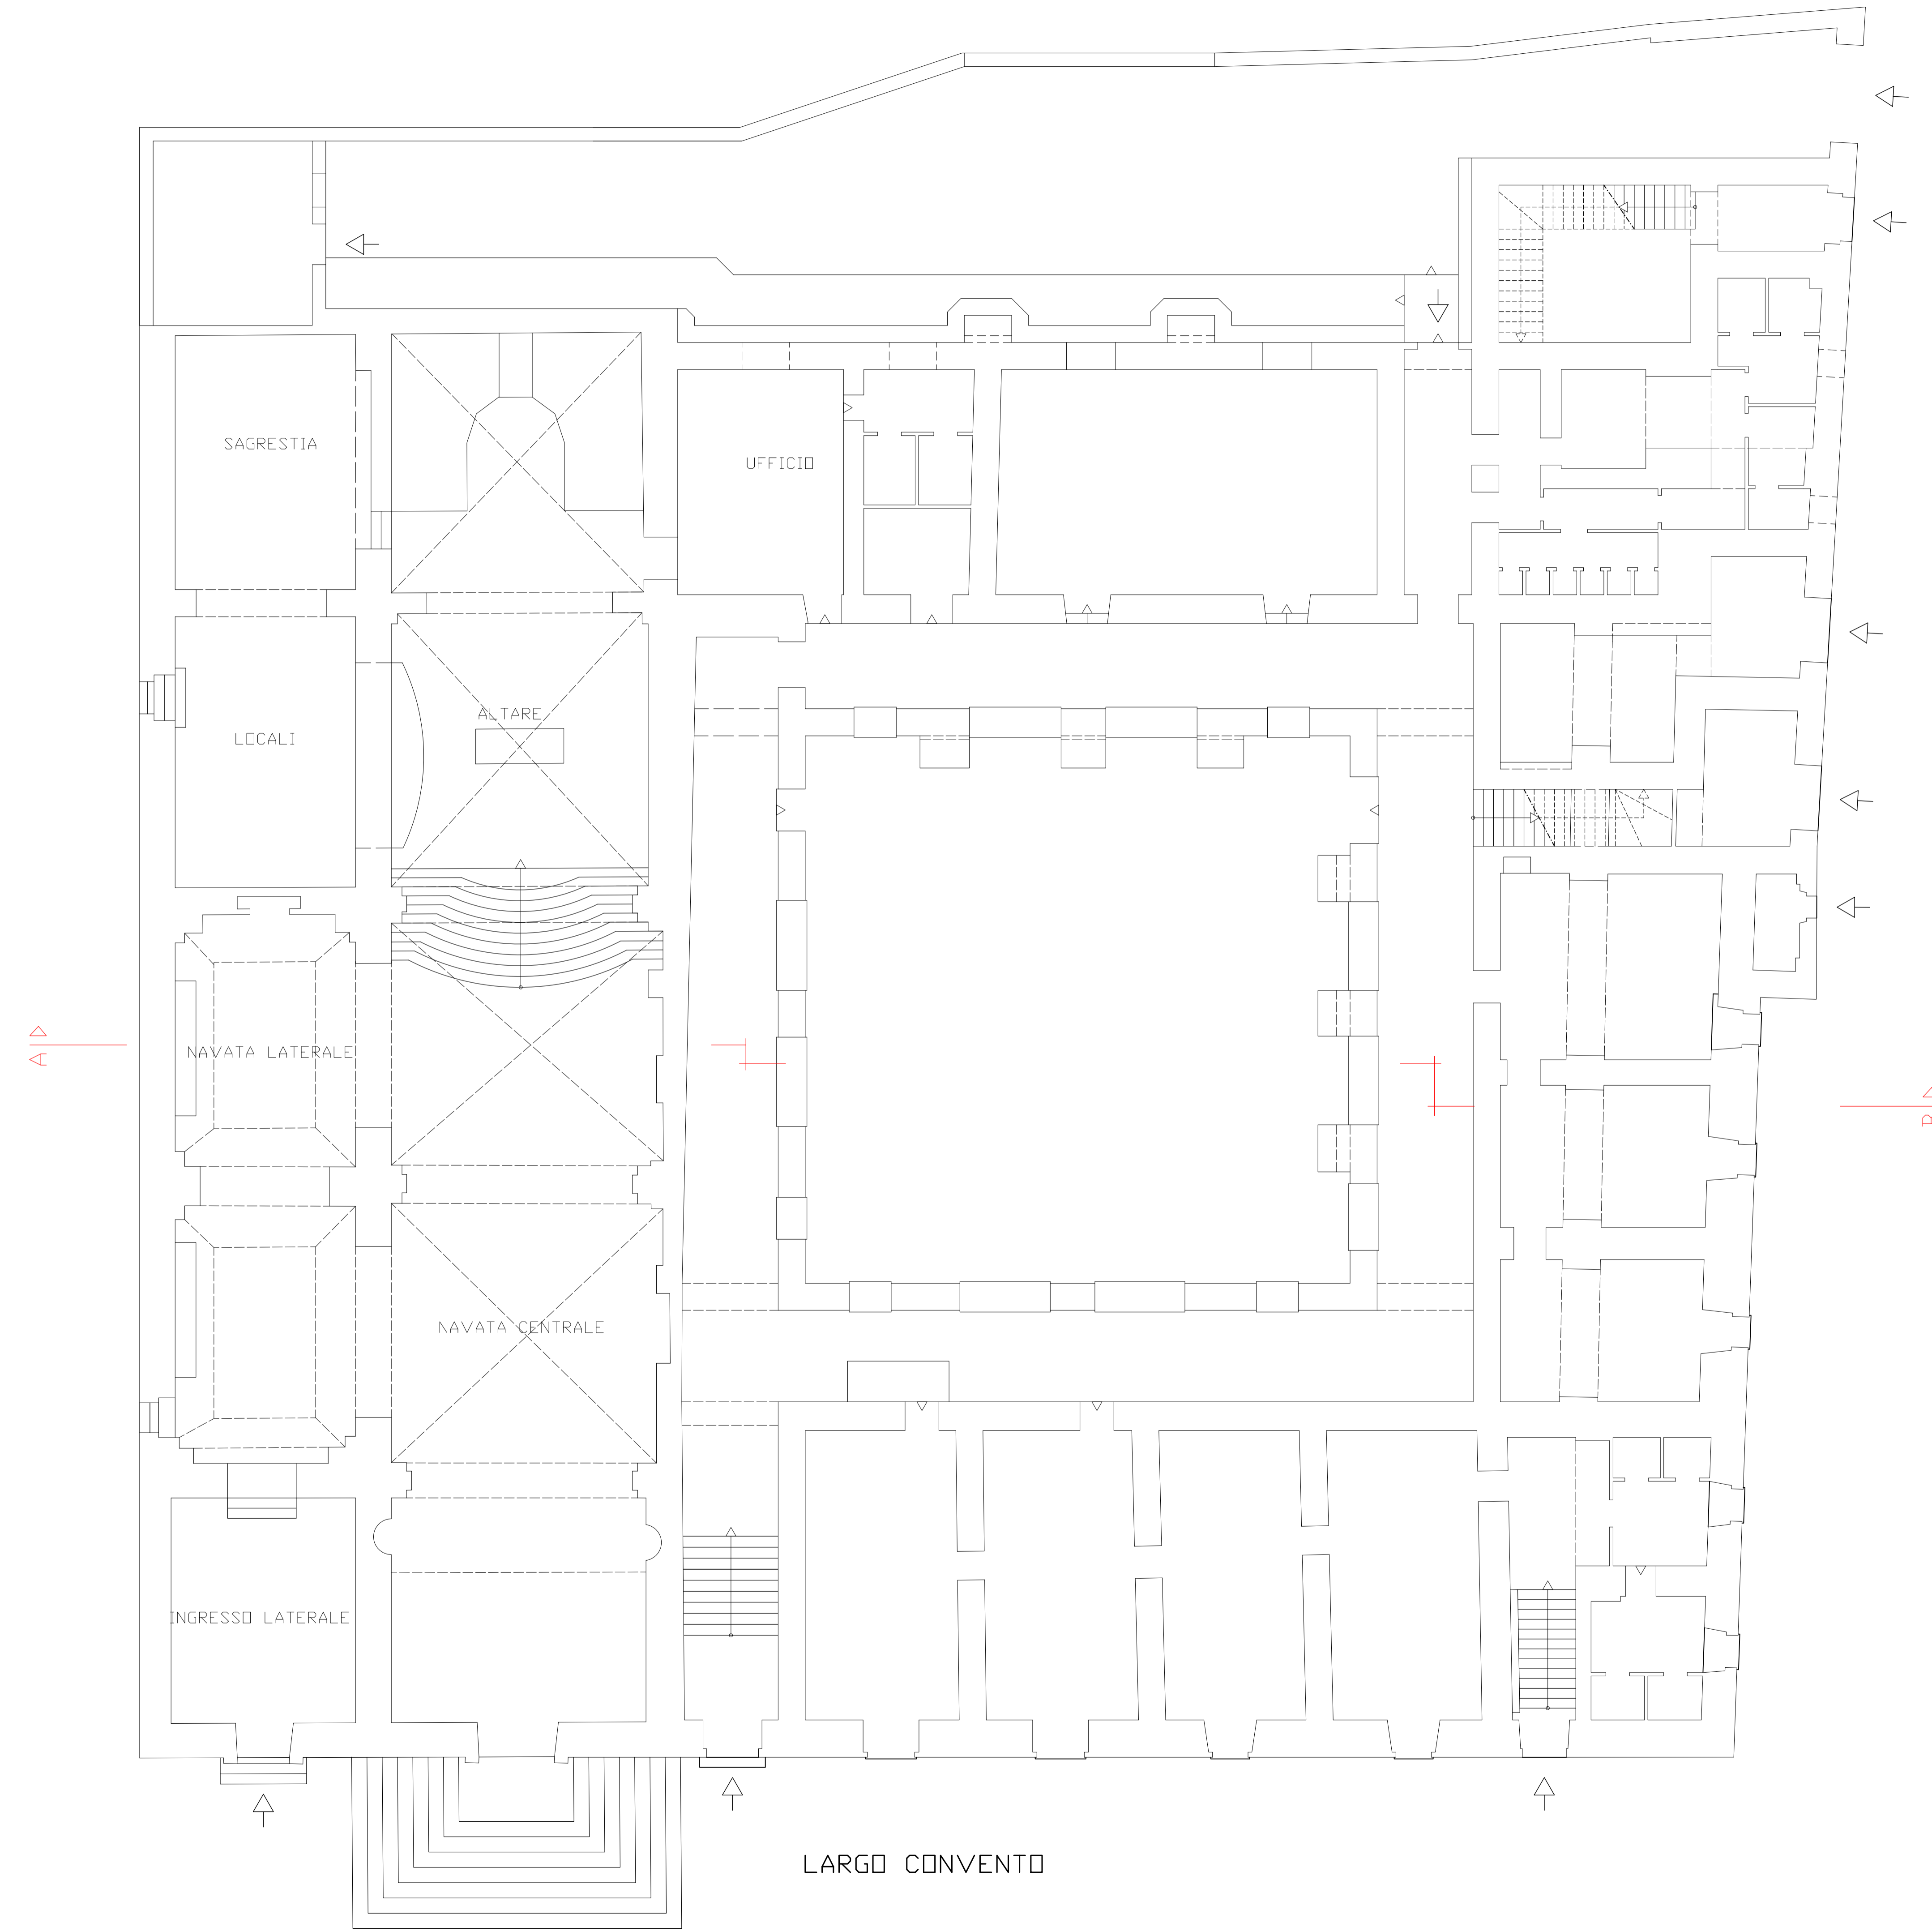 SAGRESTIA
UFFICIO
ALTARE
LOCALI
NAVATA LATERALE
A
NAVATA CENTRALE
INGRESSO LATERALE
LARGO CONVENTO